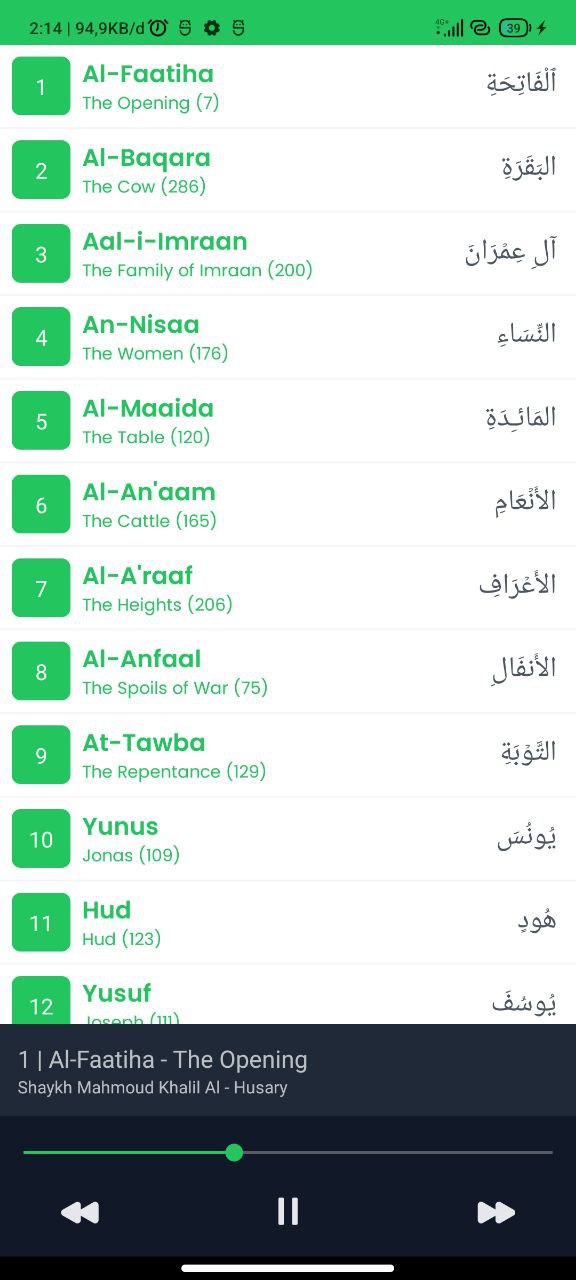 2:14 | 94,9KB/d
4G+
39
1
Al-Faatiha
The Opening (7)
ٱلْفَاتِحَةِ
2
Al-Baqara
The Cow (286)
البَقَرَةِ
3
Aal-i-Imraan
The Family of Imraan (200)
آلِ عِمۡرَانَ
4
An-Nisaa
The Women (176)
النِّسَاءِ
5
Al-Maaida
The Table (120)
المَائـِدَةِ
6
Al-An'aam
The Cattle (165)
الأَنۡعَامِ
7
Al-A'raaf
The Heights (206)
الأَعۡرَافِ
8
Al-Anfaal
The Spoils of War (75)
الأَنفَالِ
9
At-Tawba
The Repentance (129)
التَّوۡبَةِ
10
Yunus
Jonas (109)
يُونُسَ
11
Hud
Hud (123)
هُودٍ
12
Yusuf
Joseph (111)
يُوسُفَ
1 | Al-Faatiha - The Opening
Shaykh Mahmoud Khalil Al - Husary